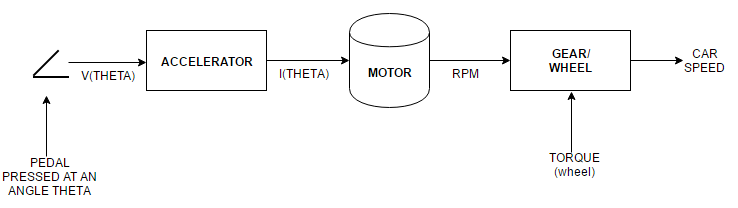 V(THETA)
ACCELERATOR
I(THETA)
MOTOR
RPM
GEAR/
WHEEL
CAR
SPEED
PEDAL
PRESSED AT AN
ANGLE THETA
TORQUE
(wheel)